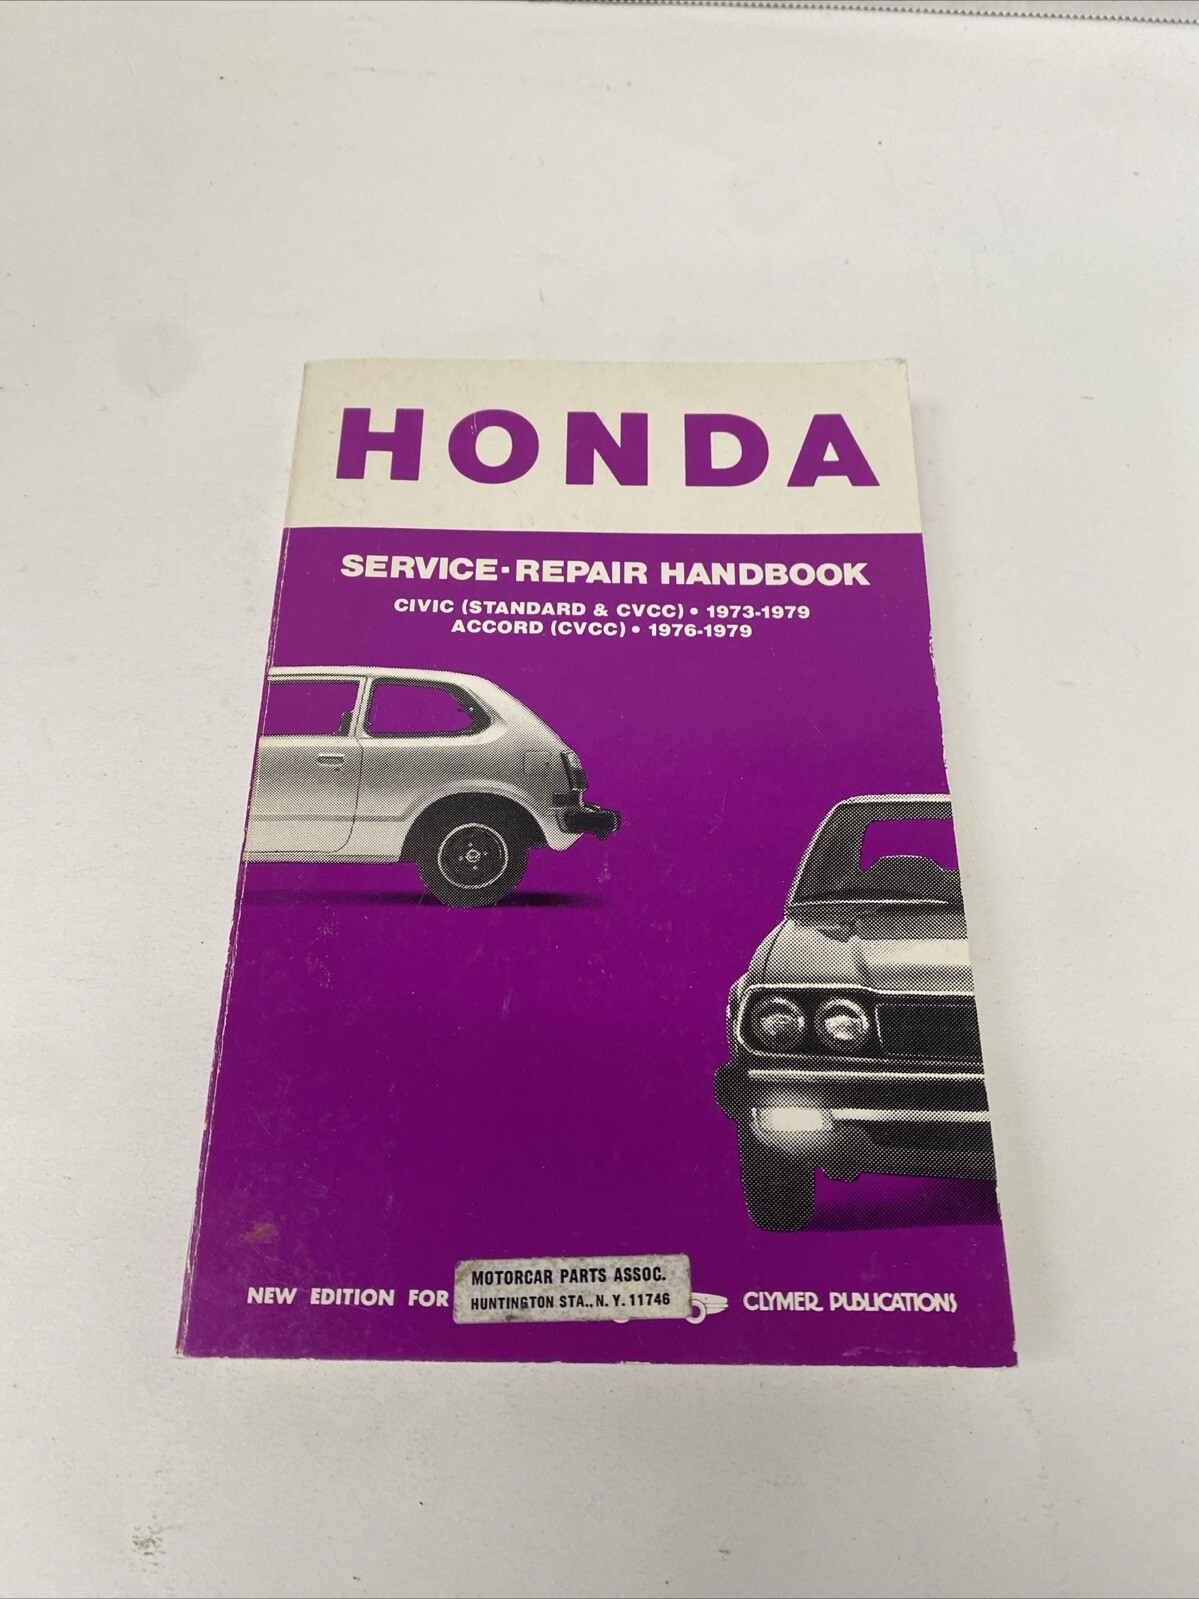 HONDA
SERVICE-REPAIR HANDBOOK
CIVIC (STANDARD & CVCC) • 1973-1979
ACCORD (CVCC) • 1976-1979
NEW EDITION FOR
MOTORCAR PARTS ASSOC.
HUNTINGTON STA., N. Y. 11746
CLYMER PUBLICATIONS